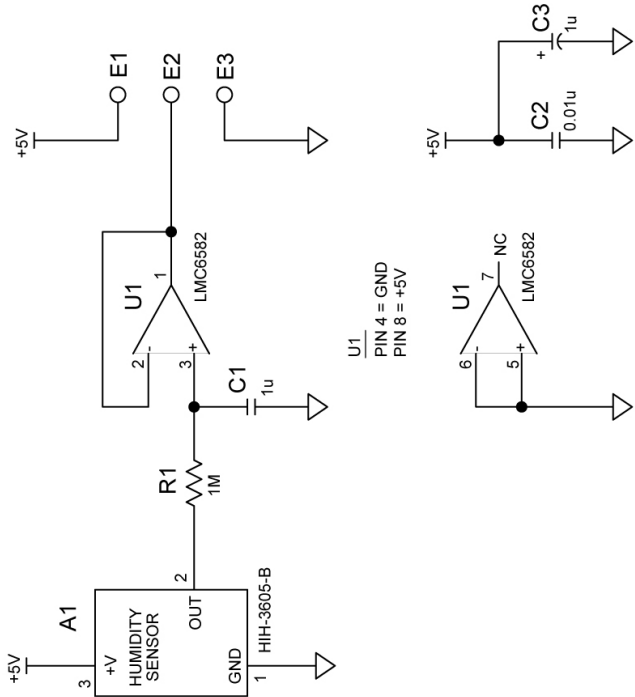 +5V
A1
3
+V
HUMIDITY
SENSOR
OUT
2
GND
1
HIH-3605-B
R1
1M
C1
1u
U1
2
-
3
+
1
LMC6582
+5V
E1
E2
E3
U1
PIN 4 = GND
PIN 8 = +5V
U1
6
-
5
+
7
NC
LMC6582
+5V
C2
0.01u
C3
+
1u